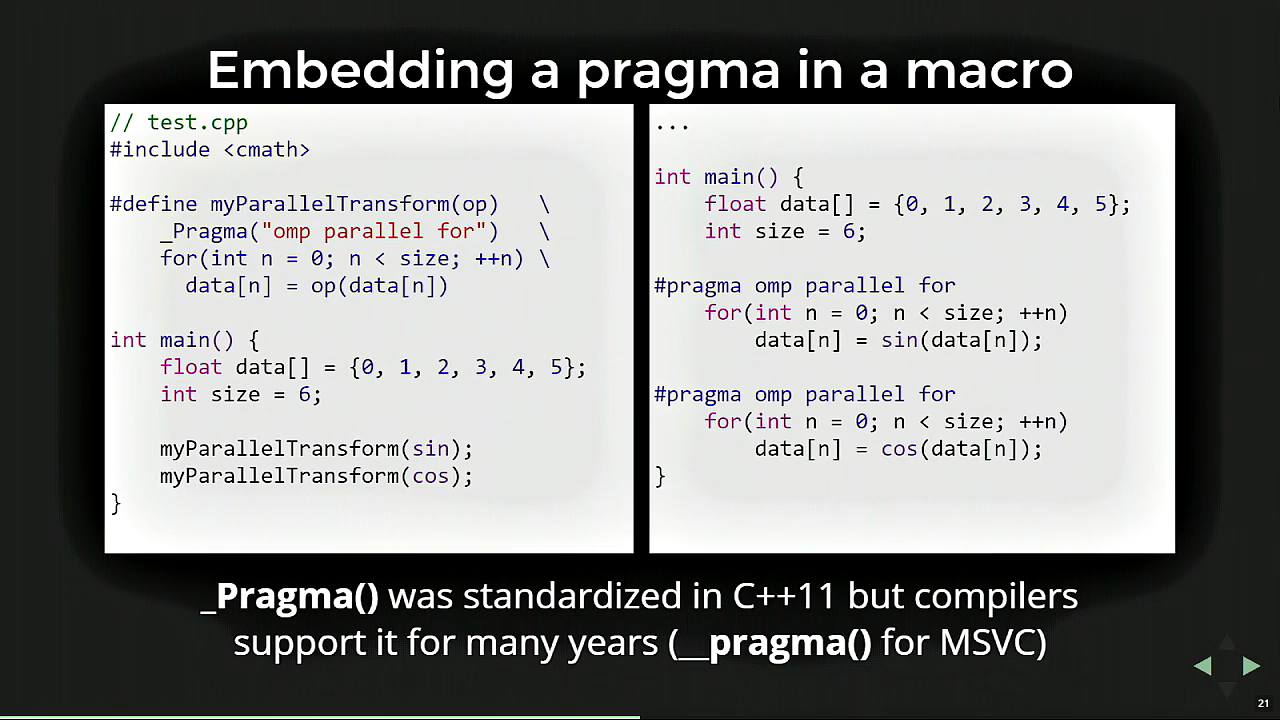 Embedding a pragma in a macro
// test.cpp
#include <cmath>
#define myParallelTransform(op)   \
    _Pragma("omp parallel for")   \
    for(int n = 0; n < size; ++n) \
      data[n] = op(data[n])
int main() {
    float data[] = {0, 1, 2, 3, 4, 5};
    int size = 6;
    myParallelTransform(sin);
    myParallelTransform(cos);
}
...
int main() {
    float data[] = {0, 1, 2, 3, 4, 5};
    int size = 6;
#pragma omp parallel for
    for(int n = 0; n < size; ++n)
        data[n] = sin(data[n]);
#pragma omp parallel for
    for(int n = 0; n < size; ++n)
        data[n] = cos(data[n]);
}
_Pragma() was standardized in C++11 but compilers
support it for many years (__pragma() for MSVC)
21